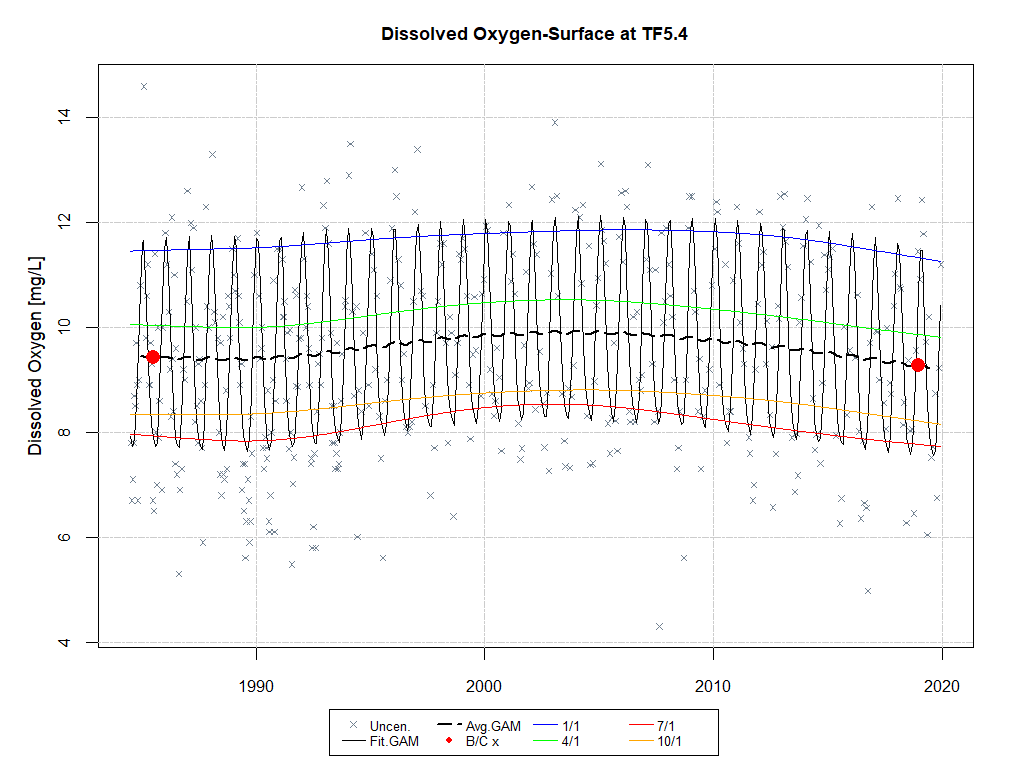 Dissolved Oxygen-Surface at TF5.4
Dissolved Oxygen [mg/L]
14
12
10
8
6
4
1990 2000 2010 2020
Uncen. Avg.GAM 1/1 7/1
Fit.GAM B/C x 4/1 10/1